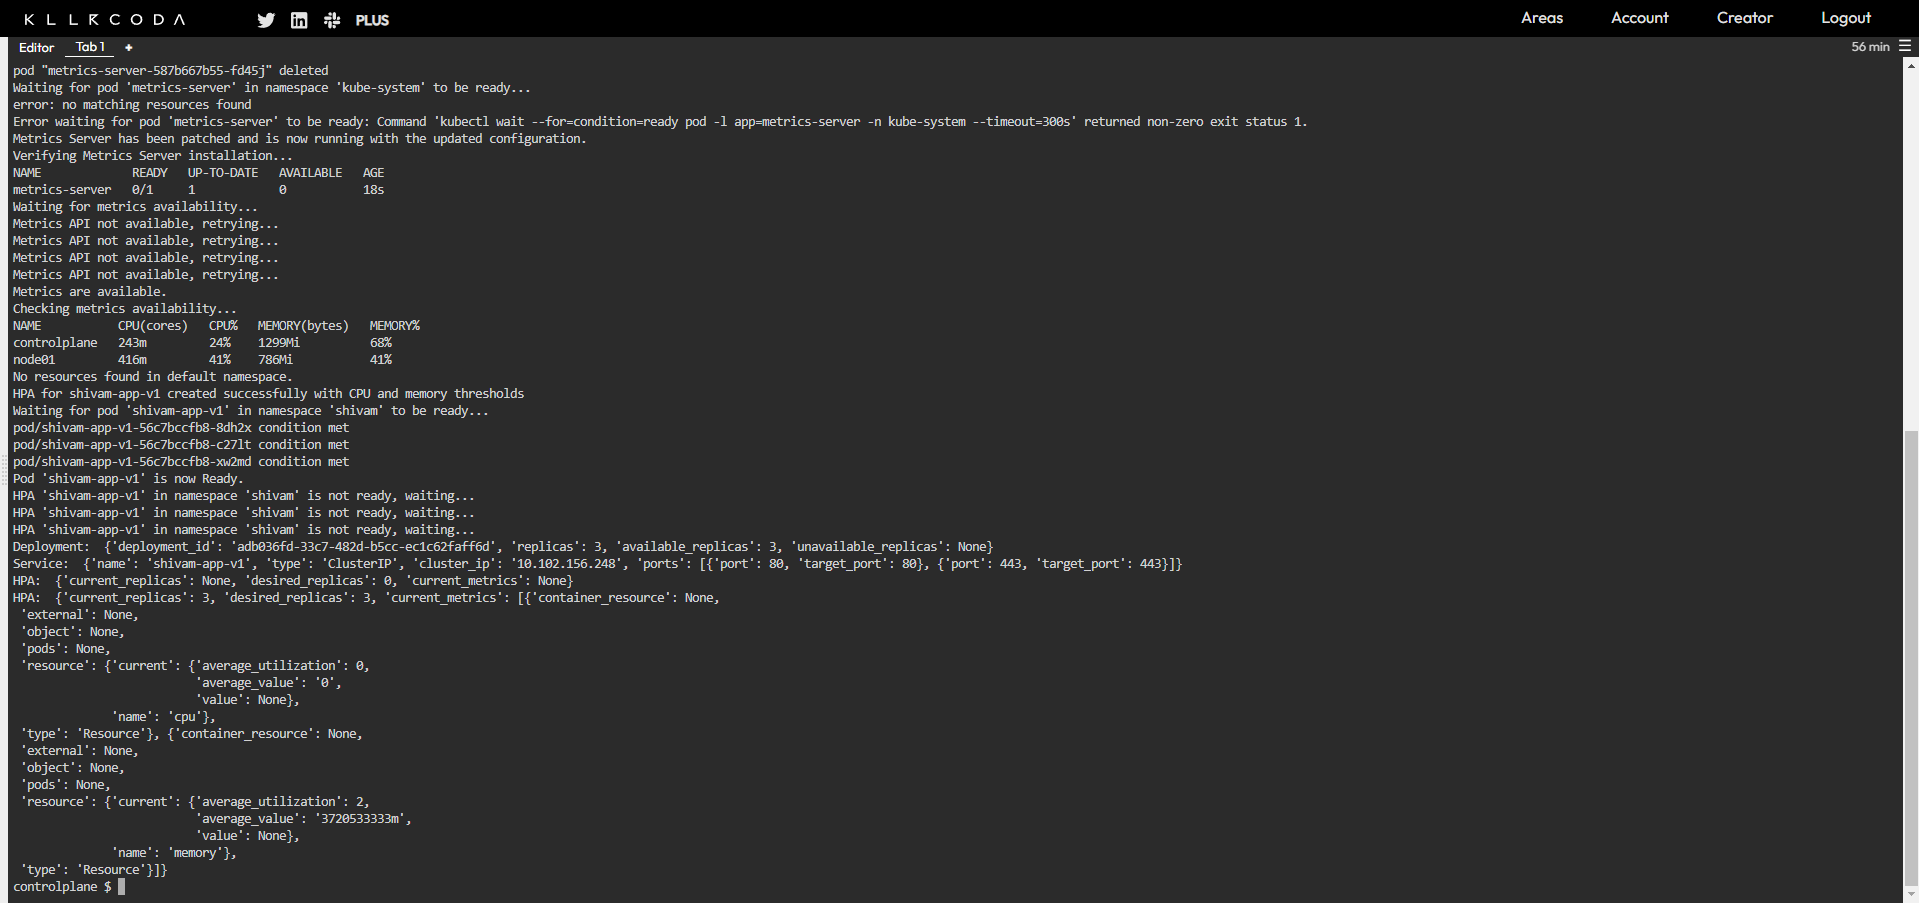 KLLRCODA PLUS Areas Account Creator Logout
Editor Tab 1 + 56 min
pod "metrics-server-587b667b55-fd45j" deleted
Waiting for pod 'metrics-server' in namespace 'kube-system' to be ready...
error: no matching resources found
Error waiting for pod 'metrics-server' to be ready: Command 'kubectl wait --for=condition=ready pod -l app=metrics-server -n kube-system --timeout=300s' returned non-zero exit status 1.
Metrics Server has been patched and is now running with the updated configuration.
Verifying Metrics Server installation...
NAME             READY   UP-TO-DATE   AVAILABLE   AGE
metrics-server   0/1     1            0           18s
Waiting for metrics availability...
Metrics API not available, retrying...
Metrics API not available, retrying...
Metrics API not available, retrying...
Metrics API not available, retrying...
Metrics are available.
Checking metrics availability...
NAME           CPU(cores)   CPU%   MEMORY(bytes)   MEMORY%
controlplane   243m         24%    1299Mi          68%
node01         416m         41%    786Mi           41%
No resources found in default namespace.
HPA for shivam-app-v1 created successfully with CPU and memory thresholds
Waiting for pod 'shivam-app-v1' in namespace 'shivam' to be ready...
pod/shivam-app-v1-56c7bccfb8-8dh2x condition met
pod/shivam-app-v1-56c7bccfb8-c27lt condition met
pod/shivam-app-v1-56c7bccfb8-xw2md condition met
Pod 'shivam-app-v1' is now Ready.
HPA 'shivam-app-v1' in namespace 'shivam' is not ready, waiting...
HPA 'shivam-app-v1' in namespace 'shivam' is not ready, waiting...
HPA 'shivam-app-v1' in namespace 'shivam' is not ready, waiting...
Deployment:  {'deployment_id': 'adb036fd-33c7-482d-b5cc-ec1c62faff6d', 'replicas': 3, 'available_replicas': 3, 'unavailable_replicas': None}
Service:  {'name': 'shivam-app-v1', 'type': 'ClusterIP', 'cluster_ip': '10.102.156.248', 'ports': [{'port': 80, 'target_port': 80}, {'port': 443, 'target_port': 443}]}
HPA:  {'current_replicas': None, 'desired_replicas': 0, 'current_metrics': None}
HPA:  {'current_replicas': 3, 'desired_replicas': 3, 'current_metrics': [{'container_resource': None,
 'external': None,
 'object': None,
 'pods': None,
 'resource': {'current': {'average_utilization': 0,
                          'average_value': '0',
                          'value': None},
              'name': 'cpu'},
 'type': 'Resource'}, {'container_resource': None,
 'external': None,
 'object': None,
 'pods': None,
 'resource': {'current': {'average_utilization': 2,
                          'average_value': '3720533333m',
                          'value': None},
              'name': 'memory'},
 'type': 'Resource'}]}
controlplane $